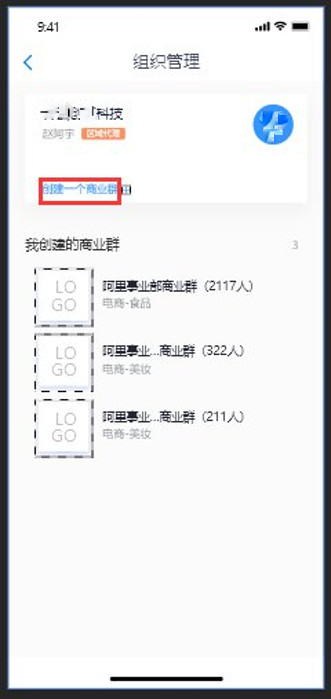 9:41
组织管理
科技
赵阿宇 区域代理
创建一个商业群
我创建的商业群 3
LO
GO
阿里事业部商业群（2117人）
电商-食品
LO
GO
阿里事业...商业群（322人）
电商-美妆
LO
GO
阿里事业...商业群（211人）
电商-美妆